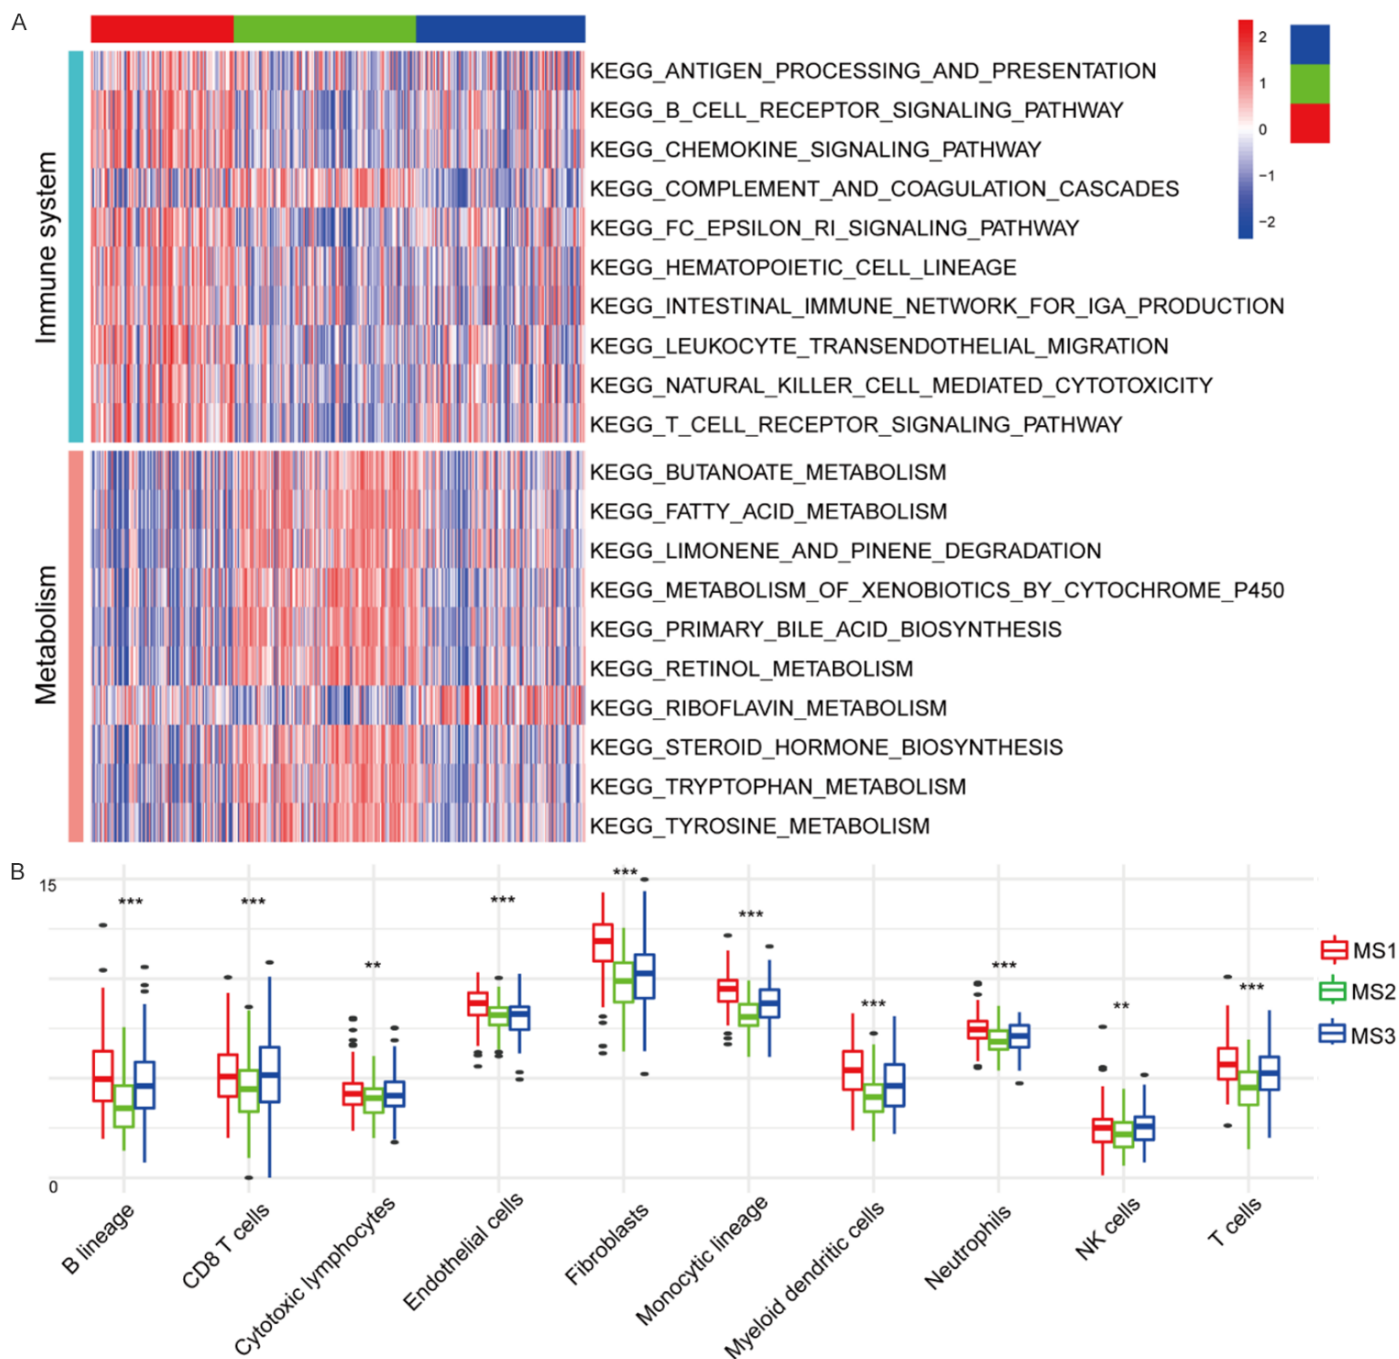 A
Immune system
KEGG_ANTIGEN_PROCESSING_AND_PRESENTATION
KEGG_B_CELL_RECEPTOR_SIGNALING_PATHWAY
KEGG_CHEMOKINE_SIGNALING_PATHWAY
KEGG_COMPLEMENT_AND_COAGULATION_CASCADES
KEGG_FC_EPSILON_RI_SIGNALING_PATHWAY
KEGG_HEMATOPOIETIC_CELL_LINEAGE
KEGG_INTESTINAL_IMMUNE_NETWORK_FOR_IGA_PRODUCTION
KEGG_LEUKOCYTE_TRANSENDOTHELIAL_MIGRATION
KEGG_NATURAL_KILLER_CELL_MEDIATED_CYTOTOXICITY
KEGG_T_CELL_RECEPTOR_SIGNALING_PATHWAY
2
1
0
−1
−2
Metabolism
KEGG_BUTANOATE_METABOLISM
KEGG_FATTY_ACID_METABOLISM
KEGG_LIMONENE_AND_PINENE_DEGRADATION
KEGG_METABOLISM_OF_XENOBIOTICS_BY_CYTOCHROME_P450
KEGG_PRIMARY_BILE_ACID_BIOSYNTHESIS
KEGG_RETINOL_METABOLISM
KEGG_RIBOFLAVIN_METABOLISM
KEGG_STEROID_HORMONE_BIOSYNTHESIS
KEGG_TRYPTOPHAN_METABOLISM
KEGG_TYROSINE_METABOLISM
B
15
0
***
***
**
***
***
***
***
***
**
***
MS1
MS2
MS3
B lineage
CD8 T cells
Cytotoxic lymphocytes
Endothelial cells
Fibroblasts
Monocytic lineage
Myeloid dendritic cells
Neutrophils
NK cells
T cells